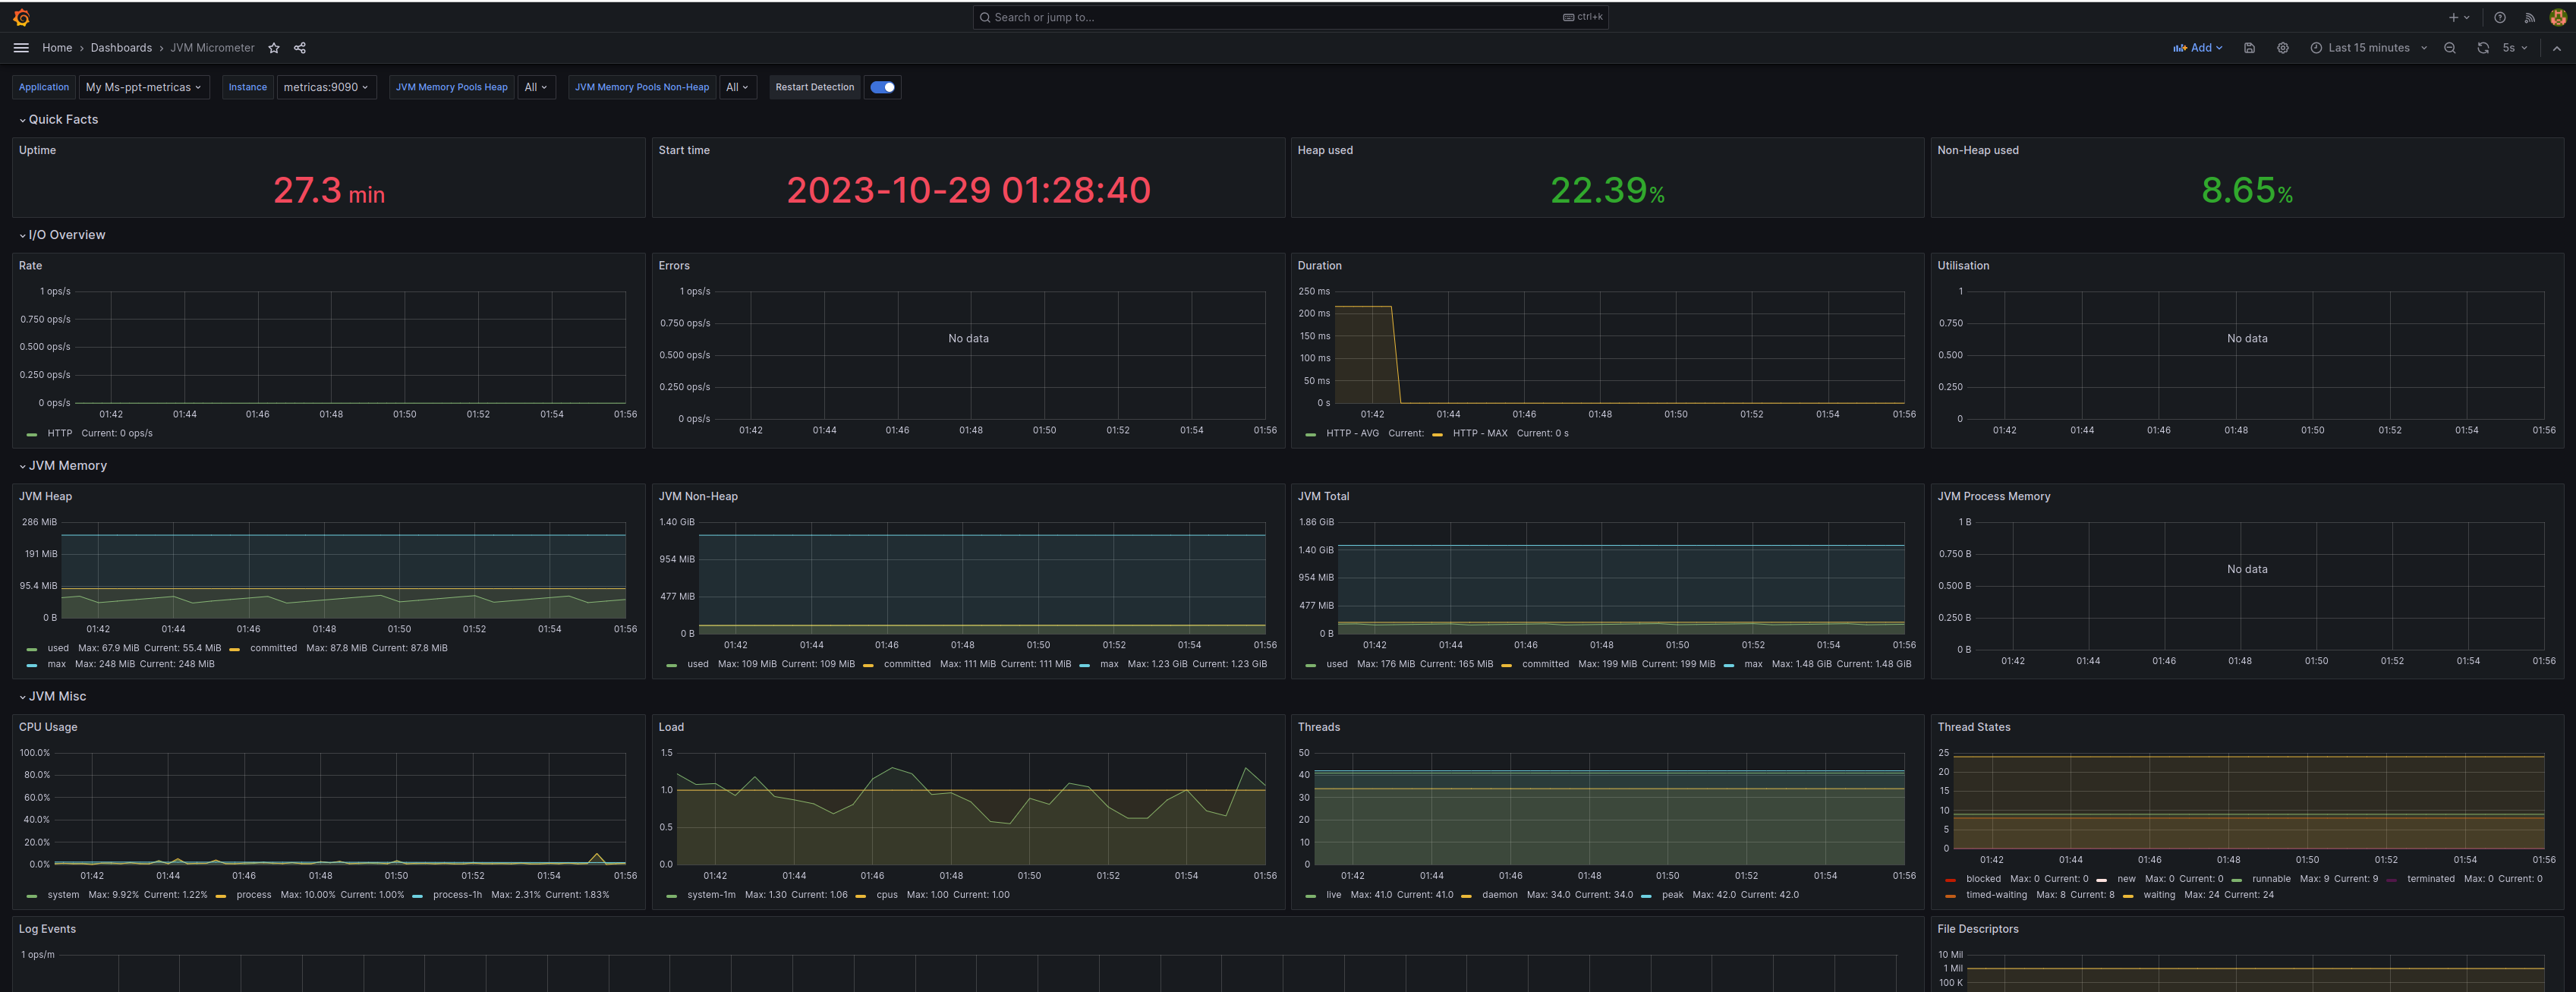 Search or jump to...
ctrl+k
Home › Dashboards › JVM Micrometer
Add
Last 15 minutes
5s
Application My Ms-ppt-metricas Instance metricas:9090 JVM Memory Pools Heap All JVM Memory Pools Non-Heap All Restart Detection
Quick Facts
Uptime
27.3 min
Start time
2023-10-29 01:28:40
Heap used
22.39%
Non-Heap used
8.65%
I/O Overview
Rate
1 ops/s
0.750 ops/s
0.500 ops/s
0.250 ops/s
0 ops/s
01:42 01:44 01:46 01:48 01:50 01:52 01:54 01:56
HTTP Current: 0 ops/s
Errors
1 ops/s
0.750 ops/s
0.500 ops/s
0.250 ops/s
0 ops/s
No data
01:42 01:44 01:46 01:48 01:50 01:52 01:54 01:56
Duration
250 ms
200 ms
150 ms
100 ms
50 ms
0 s
01:42 01:44 01:46 01:48 01:50 01:52 01:54 01:56
HTTP - AVG Current: HTTP - MAX Current: 0 s
Utilisation
1
0.750
0.500
0.250
0
No data
01:42 01:44 01:46 01:48 01:50 01:52 01:54 01:56
JVM Memory
JVM Heap
286 MiB
191 MiB
95.4 MiB
0 B
01:42 01:44 01:46 01:48 01:50 01:52 01:54 01:56
used Max: 67.9 MiB Current: 55.4 MiB committed Max: 87.8 MiB Current: 87.8 MiB
max Max: 248 MiB Current: 248 MiB
JVM Non-Heap
1.40 GiB
954 MiB
477 MiB
0 B
01:42 01:44 01:46 01:48 01:50 01:52 01:54 01:56
used Max: 109 MiB Current: 109 MiB committed Max: 111 MiB Current: 111 MiB max Max: 1.23 GiB Current: 1.23 GiB
JVM Total
1.86 GiB
1.40 GiB
954 MiB
477 MiB
0 B
01:42 01:44 01:46 01:48 01:50 01:52 01:54 01:56
used Max: 176 MiB Current: 165 MiB committed Max: 199 MiB Current: 199 MiB max Max: 1.48 GiB Current: 1.48 GiB
JVM Process Memory
1 B
0.750 B
0.500 B
0.250 B
0 B
No data
01:42 01:44 01:46 01:48 01:50 01:52 01:54 01:56
JVM Misc
CPU Usage
100.0%
80.0%
60.0%
40.0%
20.0%
0.0%
01:42 01:44 01:46 01:48 01:50 01:52 01:54 01:56
system Max: 9.92% Current: 1.22% process Max: 10.00% Current: 1.00% process-1h Max: 2.31% Current: 1.83%
Load
1.5
1.0
0.5
0.0
01:42 01:44 01:46 01:48 01:50 01:52 01:54 01:56
system-1m Max: 1.30 Current: 1.06 cpus Max: 1.00 Current: 1.00
Threads
50
40
30
20
10
0
01:42 01:44 01:46 01:48 01:50 01:52 01:54 01:56
live Max: 41.0 Current: 41.0 daemon Max: 34.0 Current: 34.0 peak Max: 42.0 Current: 42.0
Thread States
25
20
15
10
5
0
01:42 01:44 01:46 01:48 01:50 01:52 01:54 01:56
blocked Max: 0 Current: 0 new Max: 0 Current: 0 runnable Max: 9 Current: 9 terminated Max: 0 Current: 0
timed-waiting Max: 8 Current: 8 waiting Max: 24 Current: 24
Log Events
1 ops/m
File Descriptors
10 Mil
1 Mil
100 K